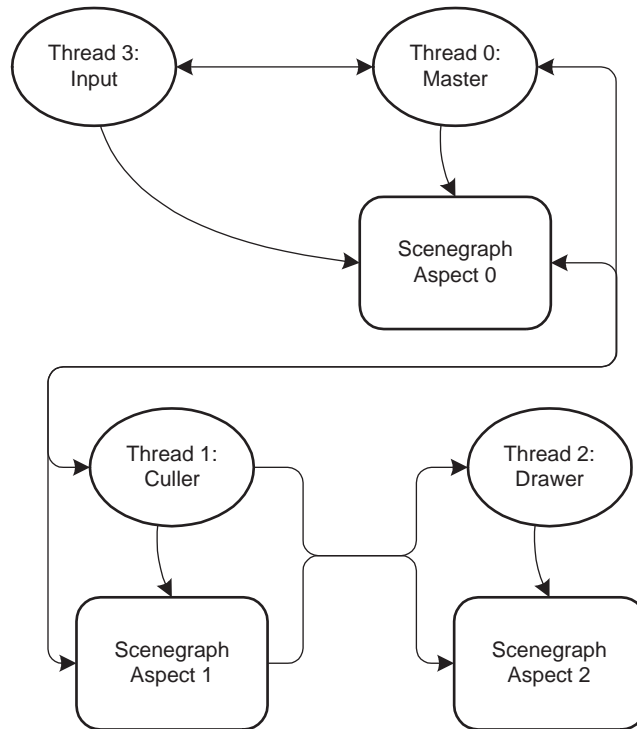 Thread 3:
Input
Thread 0:
Master
Scenegraph
Aspect 0
Thread 1:
Culler
Thread 2:
Drawer
Scenegraph
Aspect 1
Scenegraph
Aspect 2